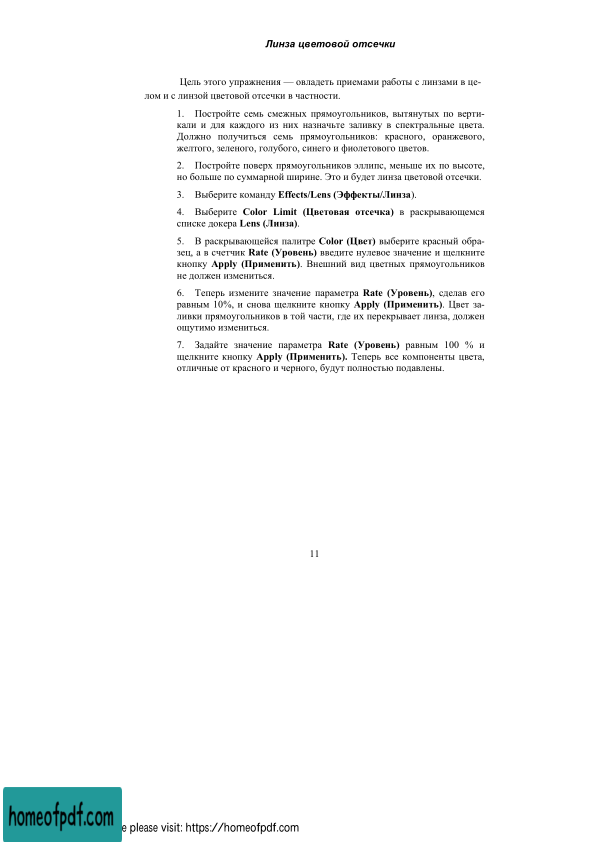 Линза цветовой отсечки
Цель этого упражнения — овладеть приемами работы с линзами в це-
лом и с линзой цветовой отсечки в частности.
1. Постройте семь смежных прямоугольников, вытянутых по верти-
кали и для каждого из них назначьте заливку в спектральные цвета.
Должно получиться семь прямоугольников: красного, оранжевого,
желтого, зеленого, голубого, синего и фиолетового цветов.
2. Постройте поверх прямоугольников эллипс, меньше их по высоте,
но больше по суммарной ширине. Это и будет линза цветовой отсечки.
3. Выберите команду Effects/Lens (Эффекты/Линза).
4. Выберите Color Limit (Цветовая отсечка) в раскрывающемся
списке докера Lens (Линза).
5. В раскрывающейся палитре Color (Цвет) выберите красный обра-
зец, а в счетчик Rate (Уровень) введите нулевое значение и щелкните
кнопку Apply (Применить). Внешний вид цветных прямоугольников
не должен измениться.
6. Теперь измените значение параметра Rate (Уровень), сделав его
равным 10%, и снова щелкните кнопку Apply (Применить). Цвет за-
ливки прямоугольников в той части, где их перекрывает линза, должен
ощутимо измениться.
7. Задайте значение параметра Rate (Уровень) равным 100 % и
щелкните кнопку Apply (Применить). Теперь все компоненты цвета,
отличные от красного и черного, будут полностью подавлены.
11
homeofpdf.com
e please visit: https://homeofpdf.com